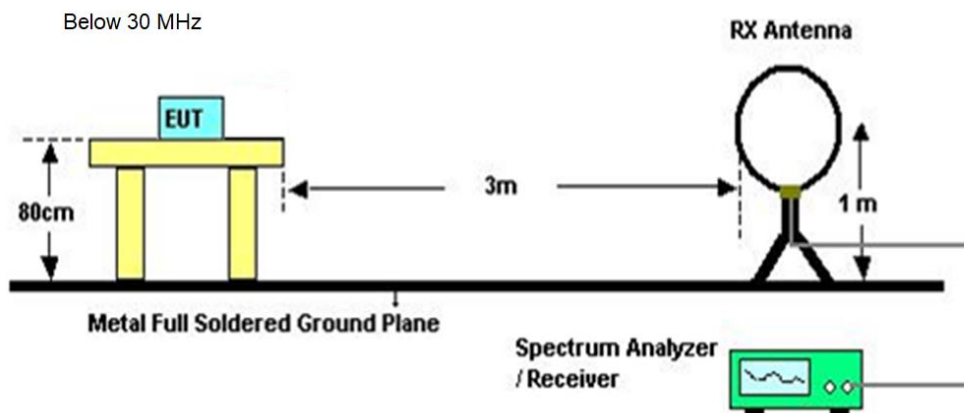 Below 30 MHz
RX Antenna
EUT
80cm
3m
1 m
Metal Full Soldered Ground Plane
Spectrum Analyzer
/ Receiver